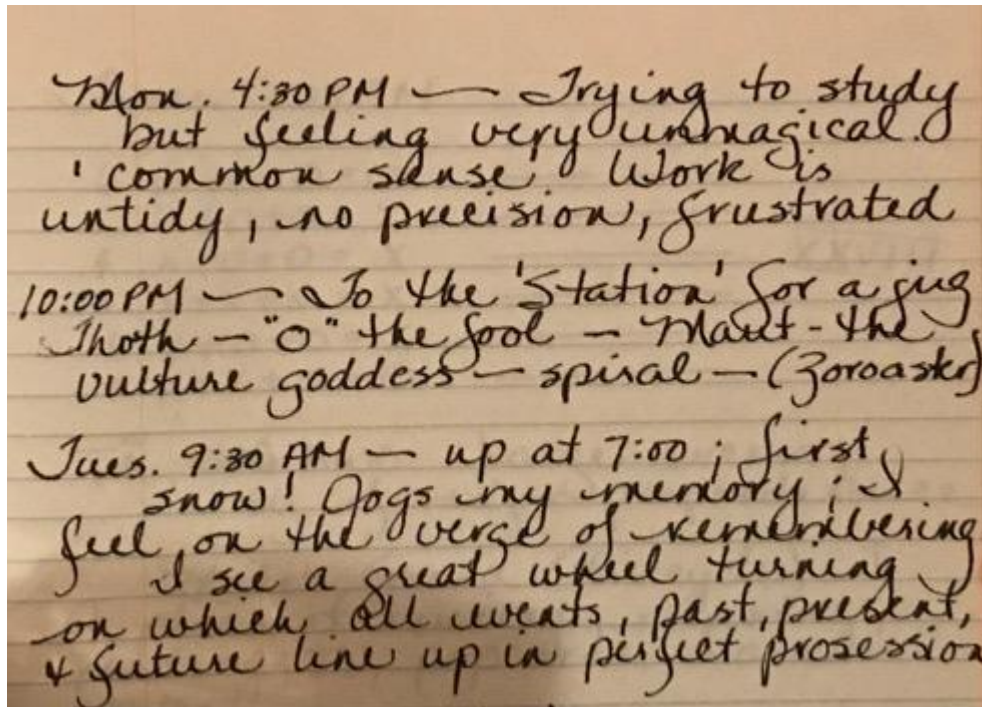 Mon. 4:30 PM — Trying to study
but feeling very unmagical.
'common sense' Work is
untidy, no precision, frustrated
10:00 PM — To the 'Station' for a jug
Thoth — "O" the fool — Maut - the
vulture goddess — spiral — (Zoroaster)
Tues. 9:30 AM — up at 7:00; first
snow! Jogs my memory; I
feel on the verge of remembering
I see a great wheel turning
on which all events, past, present,
& future line up in perfect prosession